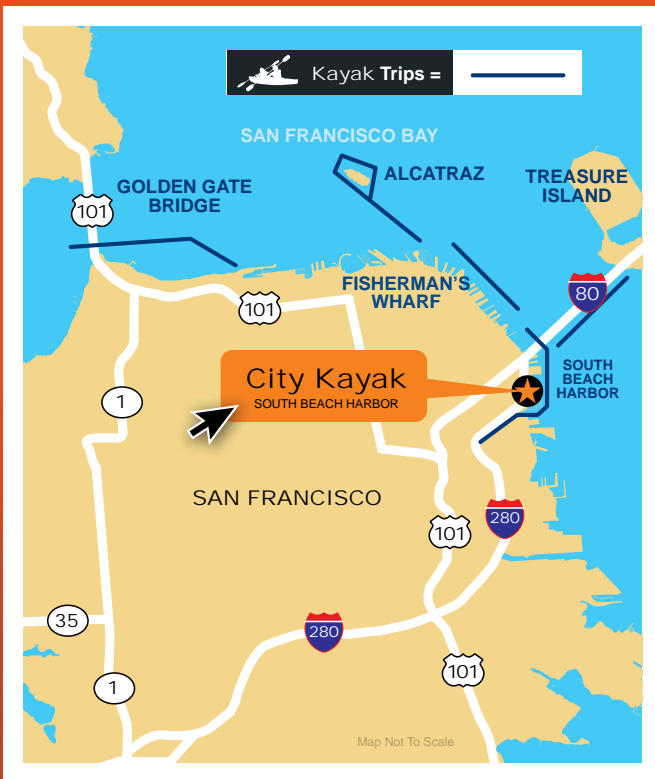 Kayak Trips =
SAN FRANCISCO BAY
ALCATRAZ
TREASURE
ISLAND
GOLDEN GATE
BRIDGE
101
FISHERMAN'S
WHARF
80
101
City Kayak
SOUTH BEACH HARBOR
SOUTH
BEACH
HARBOR
1
SAN FRANCISCO
280
101
35
280
101
1
Map Not To Scale